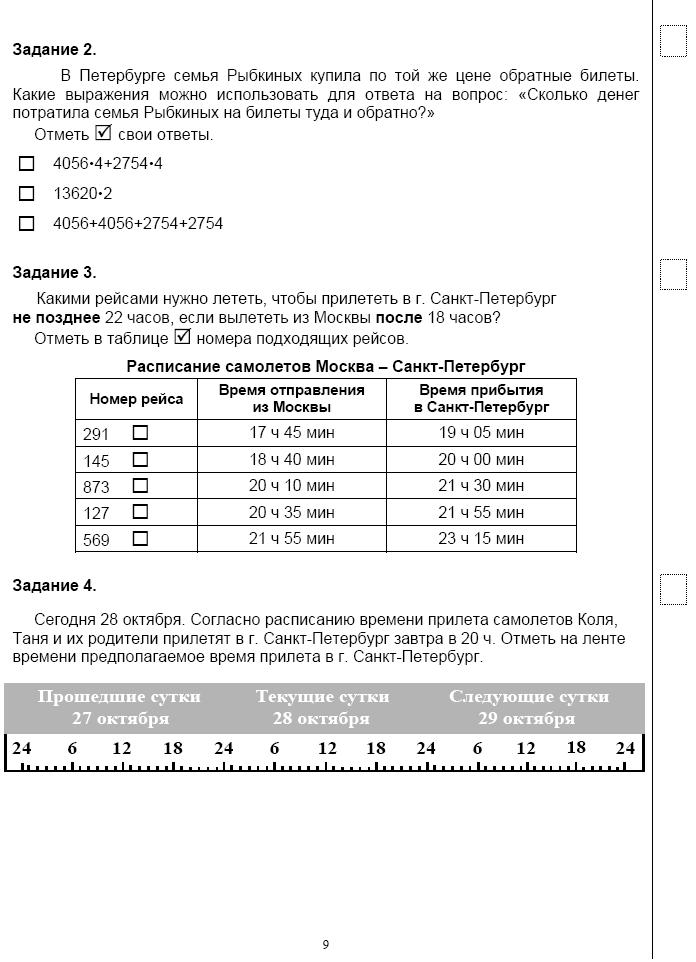 Задание 2.
В Петербурге семья Рыбкиных купила по той же цене обратные билеты.
Какие выражения можно использовать для ответа на вопрос: «Сколько денег
потратила семья Рыбкиных на билеты туда и обратно?»
Отметь ☑ свои ответы.
☐ 4056•4+2754•4
☐ 13620•2
☐ 4056+4056+2754+2754
Задание 3.
Какими рейсами нужно лететь, чтобы прилететь в г. Санкт-Петербург
не позднее 22 часов, если вылететь из Москвы после 18 часов?
Отметь в таблице ☑ номера подходящих рейсов.
Расписание самолетов Москва – Санкт-Петербург
Номер рейса Время отправления Время прибытия
из Москвы в Санкт-Петербург
291 ☐ 17 ч 45 мин 19 ч 05 мин
145 ☐ 18 ч 40 мин 20 ч 00 мин
873 ☐ 20 ч 10 мин 21 ч 30 мин
127 ☐ 20 ч 35 мин 21 ч 55 мин
569 ☐ 21 ч 55 мин 23 ч 15 мин
Задание 4.
Сегодня 28 октября. Согласно расписанию времени прилета самолетов Коля,
Таня и их родители прилетят в г. Санкт-Петербург завтра в 20 ч. Отметь на ленте
времени предполагаемое время прилета в г. Санкт-Петербург.
Прошедшие сутки Текущие сутки Следующие сутки
27 октября 28 октября 29 октября
24 6 12 18 24 6 12 18 24 6 12 18 24
9